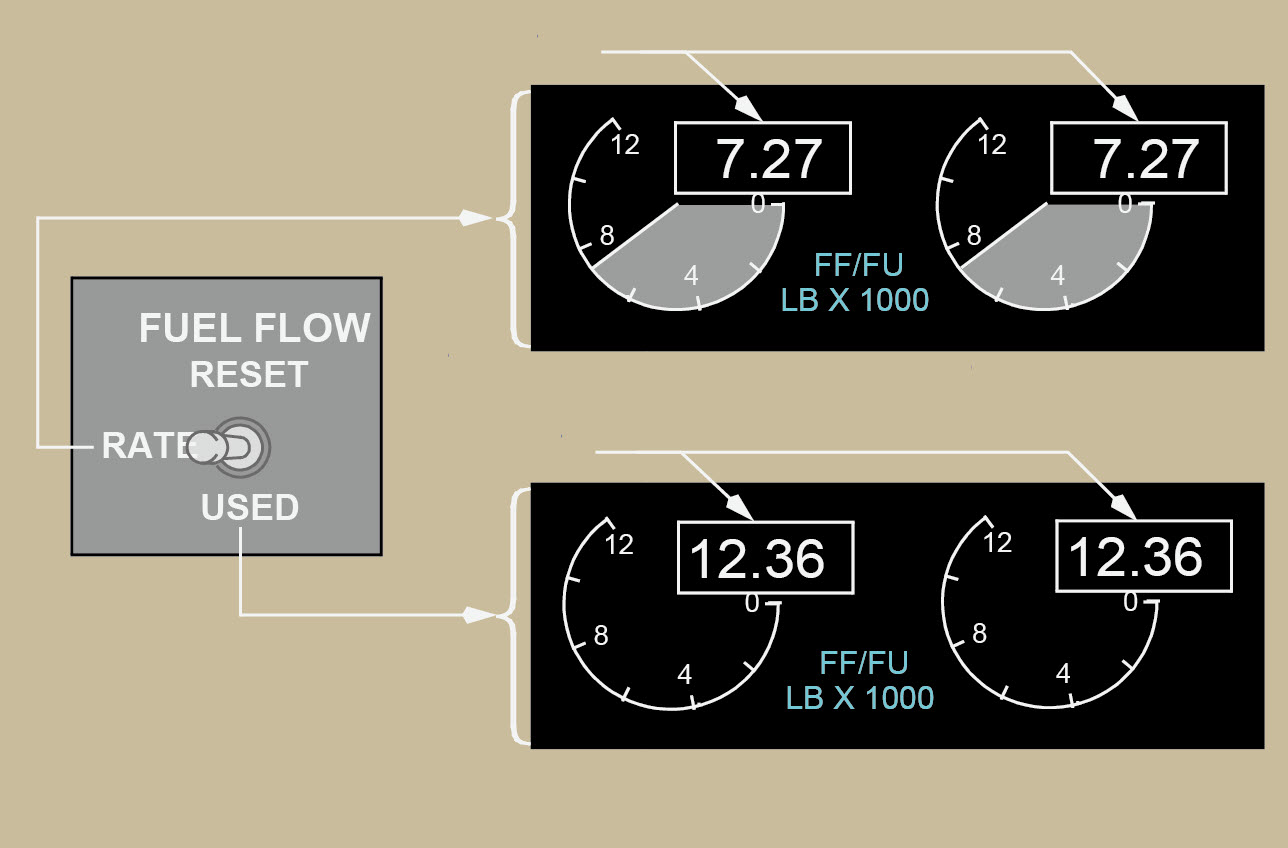 12
7.27
0
8
4
12
7.27
0
8
4
FF/FU
LB X 1000
FUEL FLOW
RESET
RATE
USED
12
12.36
0
8
4
12
12.36
0
8
4
FF/FU
LB X 1000